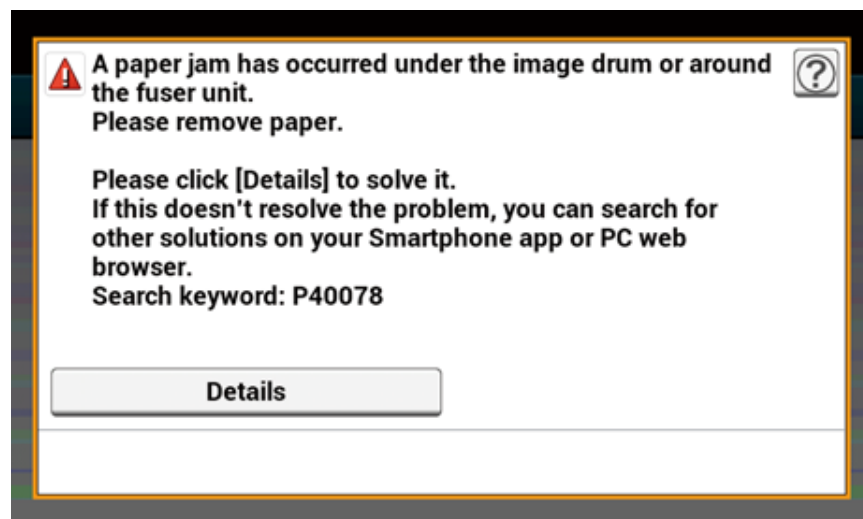 A paper jam has occurred under the image drum or around
the fuser unit.
Please remove paper.
Please click [Details] to solve it.
If this doesn't resolve the problem, you can search for
other solutions on your Smartphone app or PC web
browser.
Search keyword: P40078
Details